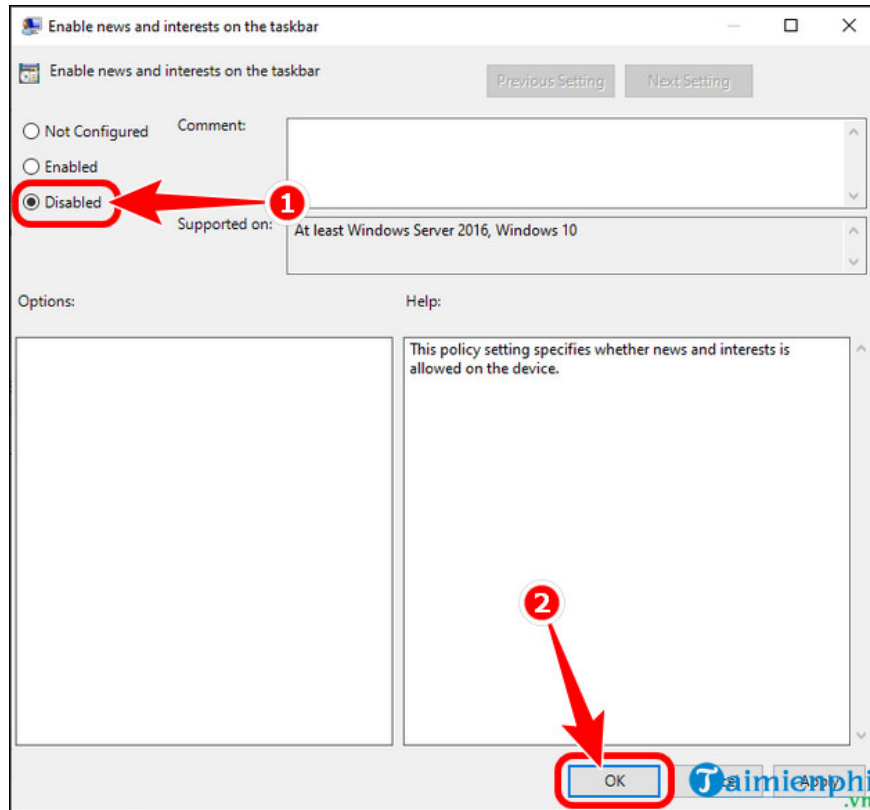 Enable news and interests on the taskbar
Enable news and interests on the taskbar
Previous Setting
Next Setting
Not Configured
Comment:
Enabled
Disabled
1
Supported on:
At least Windows Server 2016, Windows 10
Options:
Help:
This policy setting specifies whether news and interests is
allowed on the device.
2
OK
Taimienphi
.vn